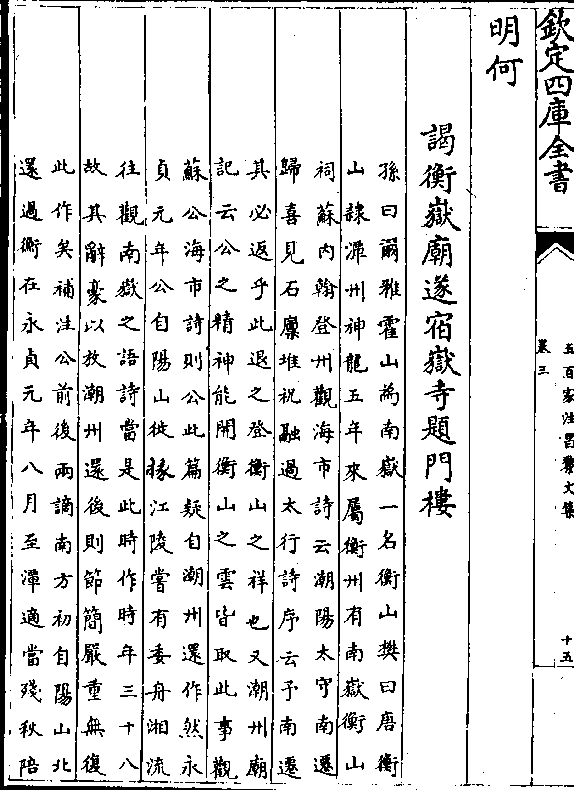 欽定四庫全書
五百家注昌黎文集
卷三
十五
明何
謁衡嶽廟遂宿嶽寺題門樓
孫曰爾雅霍山為南嶽一名衡山樊曰唐衡
山隷潭州神龍五年來屬衡州有南嶽衡山
祠蘇内翰登州觀海市詩云潮陽太守南遷
歸喜見石廩堆祝融過太行詩序云予南遷
其必返乎此退之登衡山之祥也又潮州廟
記云公之精神能開衡山之雲皆取此事觀
蘇公海市詩則公此篇疑自潮州還作然永
貞元年公自陽山徙掾江陵嘗有委舟湘流
往觀南嶽之語詩當是此時作時年三十八
故其辭豪以放潮州還後則節簡嚴重無復
此作矣補注公前後兩謫南方初自陽山北
還過衡在永貞元年八月至潭適當殘秋陪